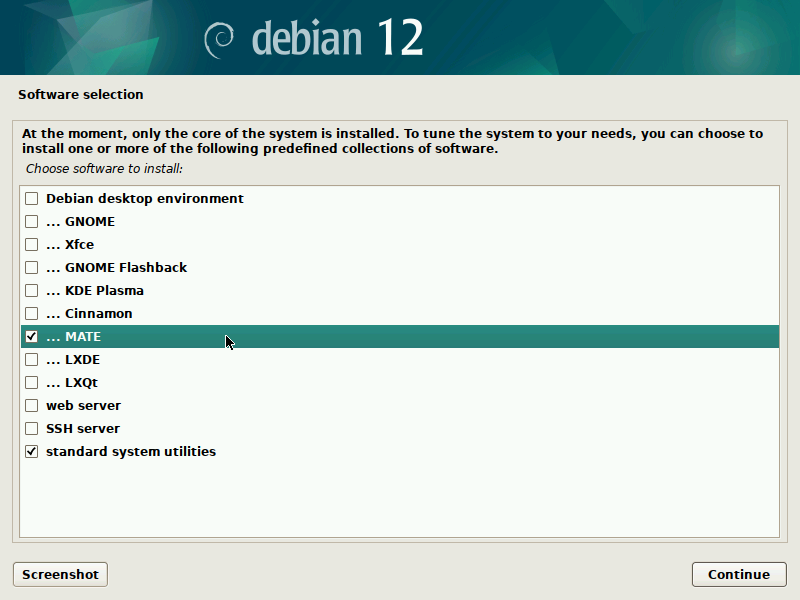 debian 12
Software selection
At the moment, only the core of the system is installed. To tune the system to your needs, you can choose to
install one or more of the following predefined collections of software.
Choose software to install:
Debian desktop environment
... GNOME
... Xfce
... GNOME Flashback
... KDE Plasma
... Cinnamon
... MATE
... LXDE
... LXQt
web server
SSH server
standard system utilities
Screenshot
Continue